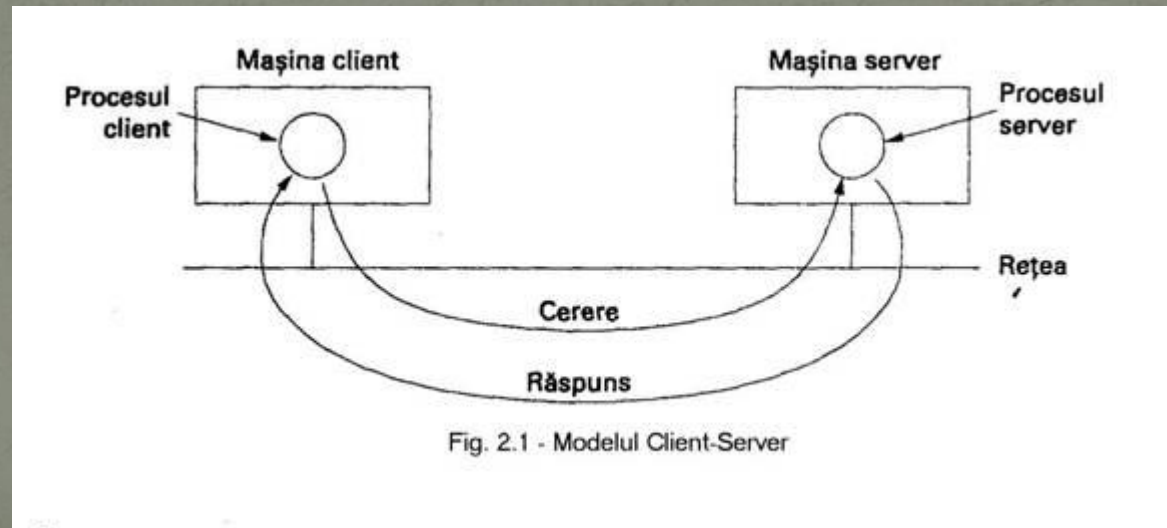 Mașina client
Mașina server
Procesul
client
Procesul
server
Rețea
Cerere
Răspuns
Fig. 2.1 - Modelul Client-Server